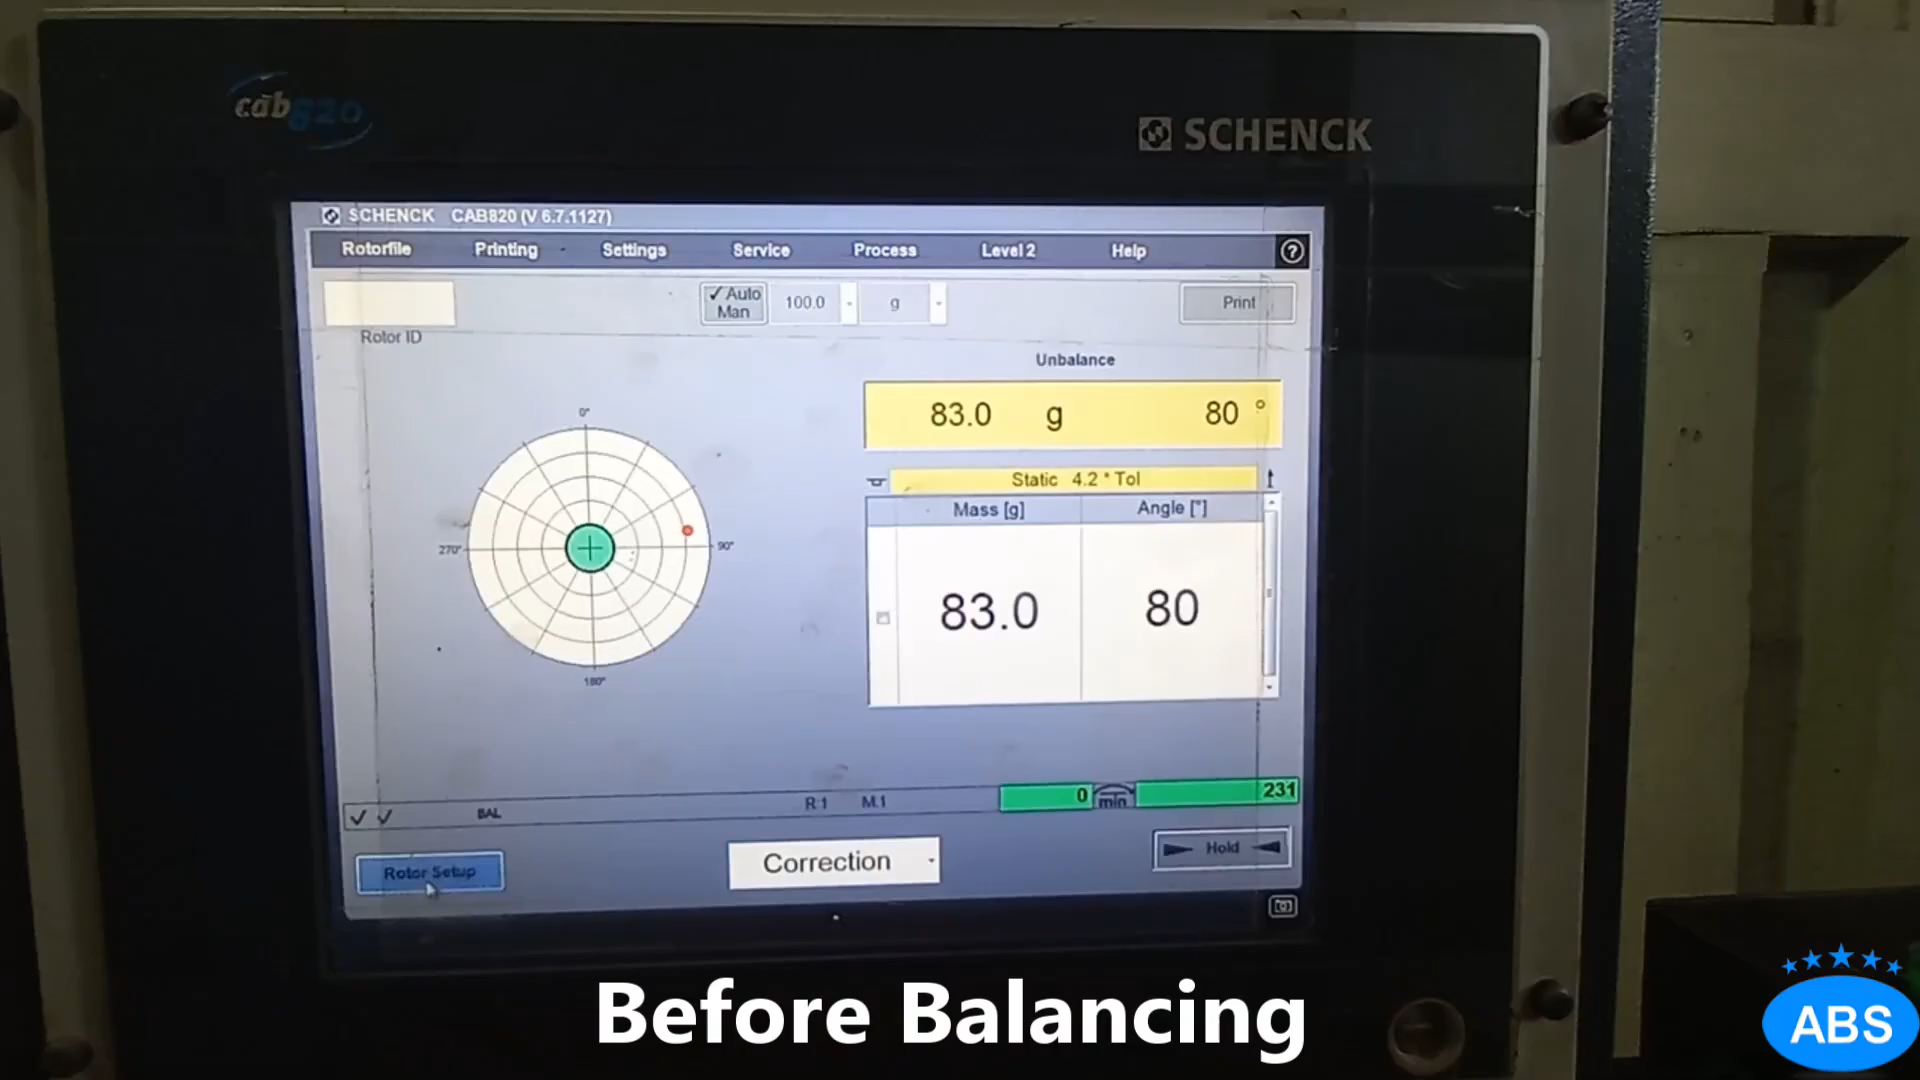 cab820
SCHENCK
SCHENCK CAB820 (V 6.7.1127)
Rotorfile Printing Settings Service Process Level 2 Help ?
✓ Auto
Man
100.0 g
Print
Rotor ID
Unbalance
83.0 g 80 °
Static 4.2 * Tol
Mass [g] Angle [°]
83.0 80
0°
90°
180°
270°
BAL R:1 M:1 0 min 231
Rotor Setup
Correction
Hold
Before Balancing
ABS